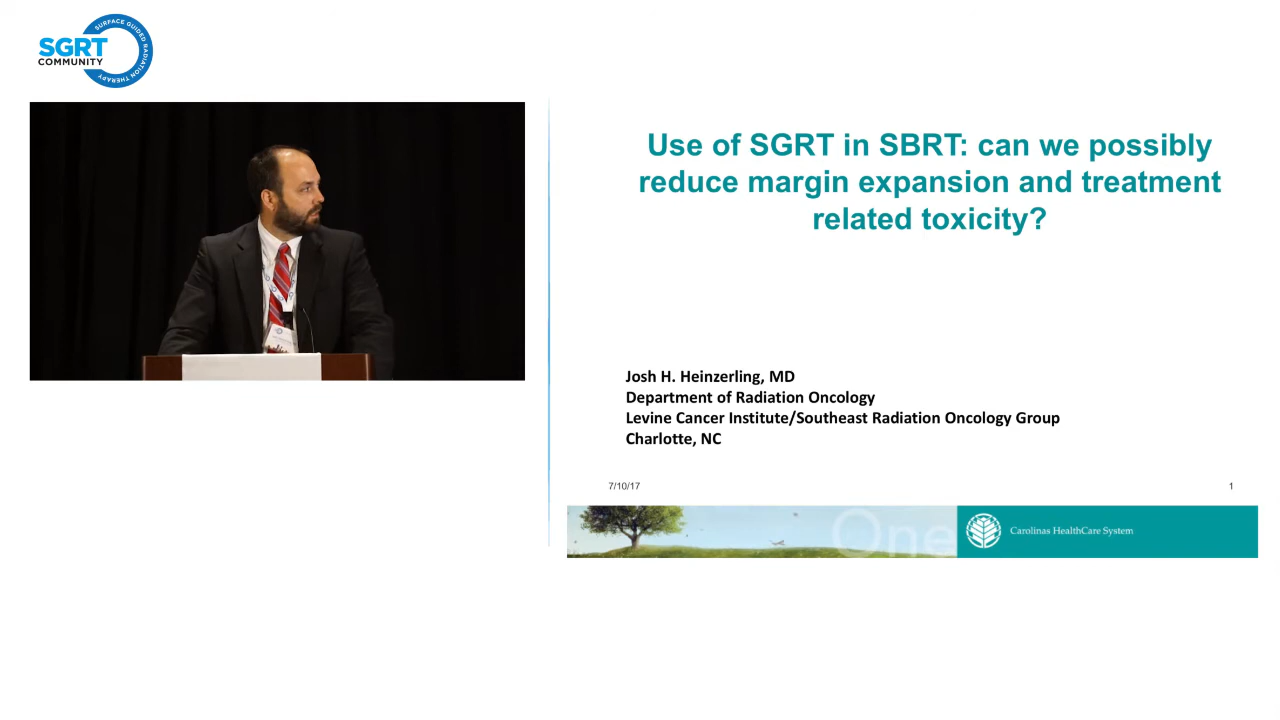 SURFACE GUIDED RADIATION THERAPY
SGRT
COMMUNITY
Use of SGRT in SBRT: can we possibly
reduce margin expansion and treatment
related toxicity?
Josh H. Heinzerling, MD
Department of Radiation Oncology
Levine Cancer Institute/Southeast Radiation Oncology Group
Charlotte, NC
7/10/17
1
One
Carolinas HealthCare System